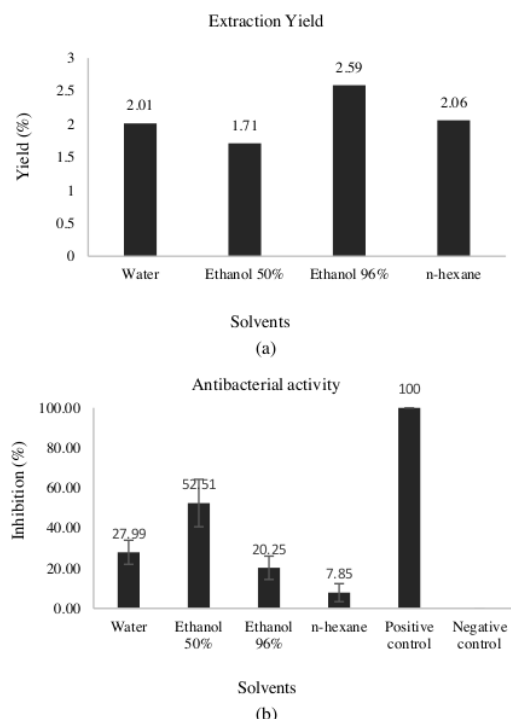 Extraction Yield
3
2.5
2
1.5
1
0.5
0
Yield (%)
2.01
1.71
2.59
2.06
Water Ethanol 50% Ethanol 96% n-hexane
Solvents
(a)
Antibacterial activity
100.00
80.00
60.00
40.00
20.00
0.00
Inhibition (%)
27.99
52.51
20.25
7.85
100
Water Ethanol Ethanol n-hexane Positive Negative
50% 96% control control
Solvents
(b)